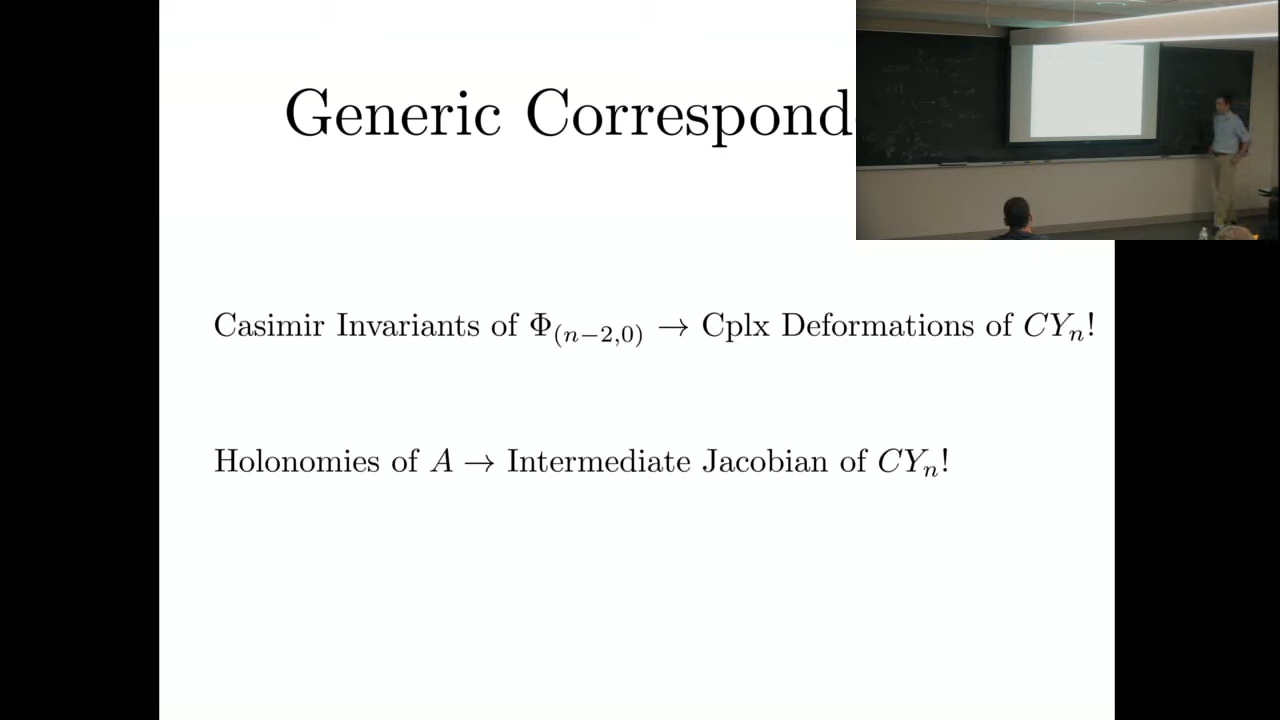 Generic Correspond
Casimir Invariants of Φ(n−2,0) → Cplx Deformations of CYn!
Holonomies of A → Intermediate Jacobian of CYn!